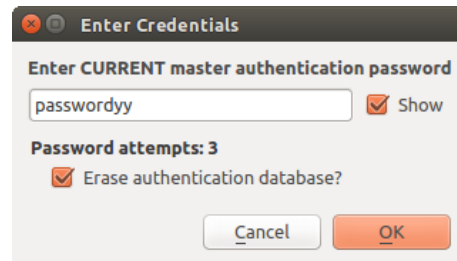 Enter Credentials
Enter CURRENT master authentication password
passwordyy Show
Password attempts: 3
Erase authentication database?
Cancel OK